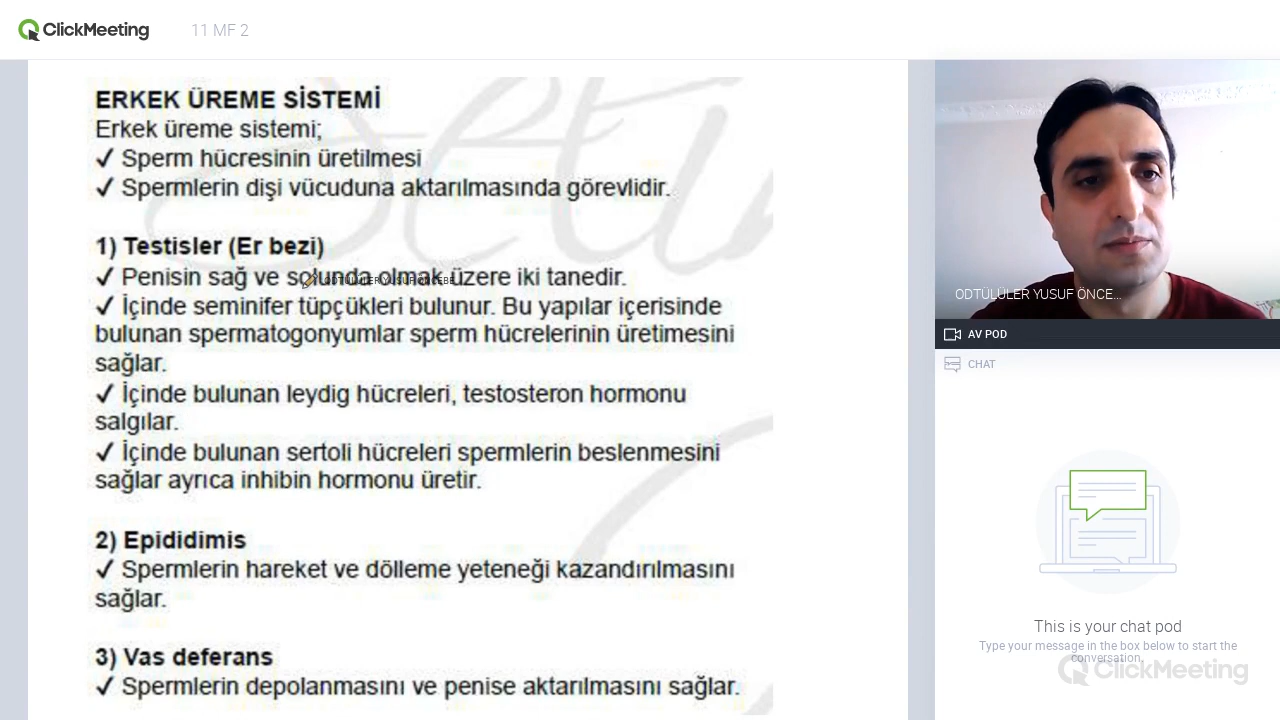 ClickMeeting
11 MF 2
ERKEK ÜREME SİSTEMİ
Erkek üreme sistemi;
✓ Sperm hücresinin üretilmesi
✓ Spermlerin dişi vücuduna aktarılmasında görevlidir.
1) Testisler (Er bezi)
✓ Penisin sağ ve solunda olmak üzere iki tanedir.
✓ İçinde seminifer tüpçükleri bulunur. Bu yapılar içerisinde
bulunan spermatogonyumlar sperm hücrelerinin üretimesini
sağlar.
✓ İçinde bulunan leydig hücreleri, testosteron hormonu
salgılar.
✓ İçinde bulunan sertoli hücreleri spermlerin beslenmesini
sağlar ayrıca inhibin hormonu üretir.
2) Epididimis
✓ Spermlerin hareket ve dölleme yeteneği kazandırılmasını
sağlar.
3) Vas deferans
✓ Spermlerin depolanmasını ve penise aktarılmasını sağlar.
ODTÜLÜLER YUSUF ÖNCE...
AV POD
CHAT
This is your chat pod
Type your message in the box below to start the
conversation.
ClickMeeting